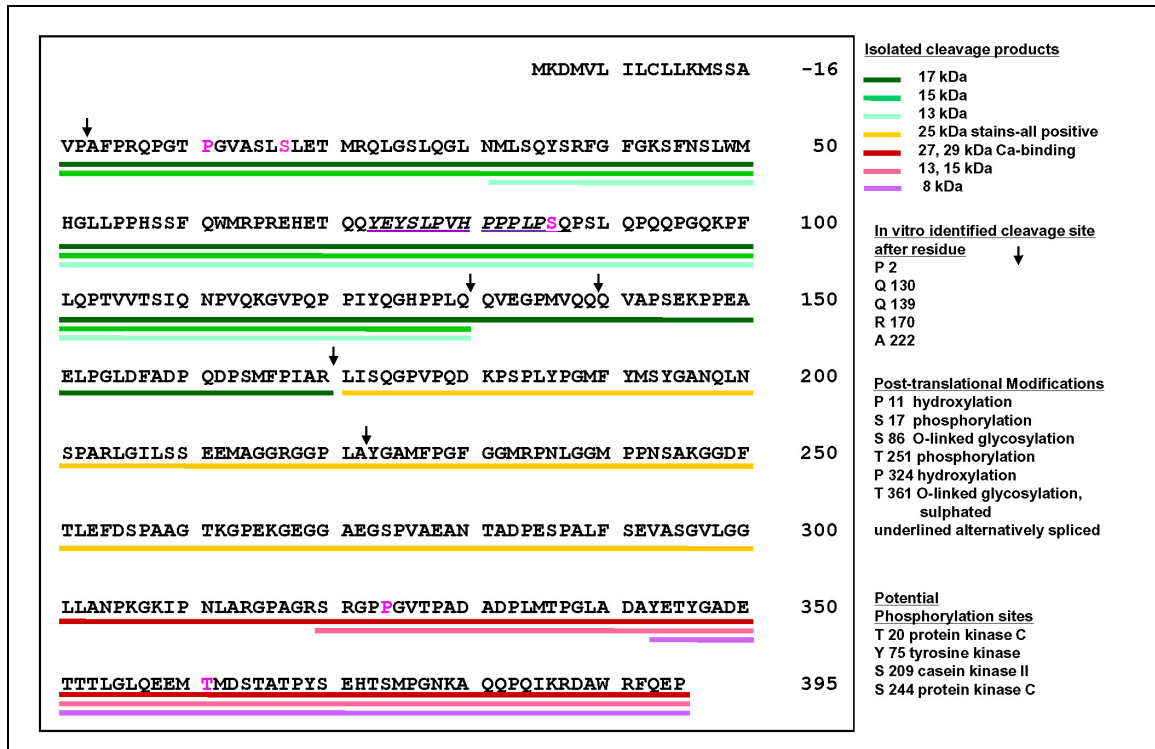 MKDMVL ILCLLKMSSA -16
VPAFPRQPGT PGVASLSLET MRQLGSLQGL NMLSQYSRFG FGKSFNSLWM 50
HGLLPPHSSF QWMRPREHET QQYEYSLPVH PPPLPSQPSL QPQQPGQKPF 100
LQPTVVTSIQ NPVQKGVPQP PIYQGHPPLQ QVEGPMVQQQ VAPSEKPPEA 150
ELPGLDFADP QDPSMFPIAR LISQGPVPQD KPSPLYPGMF YMSYGANQLN 200
SPARLGILSS EEMAGGRGGP LAYGAMFPGF GGMRPNLGGM PPNSAKGGDF 250
TLEFDSPAAG TKGPEKGEGG AEGSPVAEAN TADPESPALF SEVASGVLGG 300
LLANPKGKIP NLARGPAGRS RGPPGVTPAD ADPLMTPGLA DAYETYGADE 350
TTTLGLQEEM TMDSTATPYS EHTSMPGNKA QQPQIKRDAW RFQEP 395
Isolated cleavage products
17 kDa
15 kDa
13 kDa
25 kDa stains-all positive
27, 29 kDa Ca-binding
13, 15 kDa
8 kDa
In vitro identified cleavage site
after residue
P 2
Q 130
Q 139
R 170
A 222
Post-translational Modifications
P 11 hydroxylation
S 17 phosphorylation
S 86 O-linked glycosylation
T 251 phosphorylation
P 324 hydroxylation
T 361 O-linked glycosylation,
sulphated
underlined alternatively spliced
Potential
Phosphorylation sites
T 20 protein kinase C
Y 75 tyrosine kinase
S 209 casein kinase II
S 244 protein kinase C